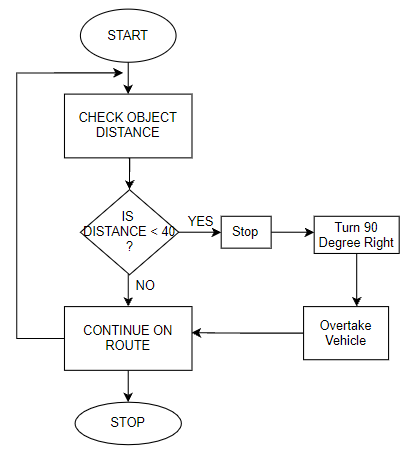 START
CHECK OBJECT
DISTANCE
IS
DISTANCE < 40
?
YES
Stop
Turn 90
Degree Right
NO
CONTINUE ON
ROUTE
Overtake
Vehicle
STOP